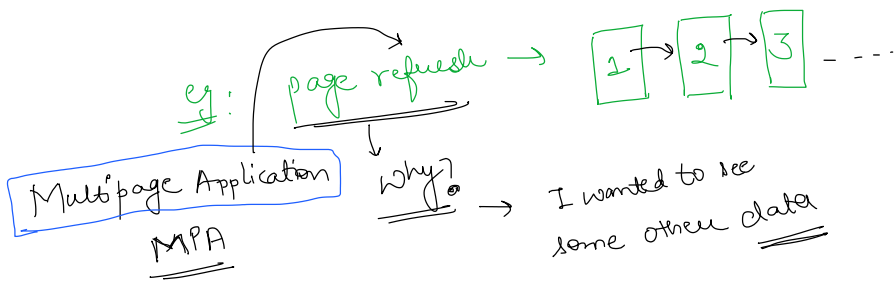 eg: page refresh → 1 → 2 → 3 - - - -
Multipage Application
MPA
why?
→ I wanted to see
some other data